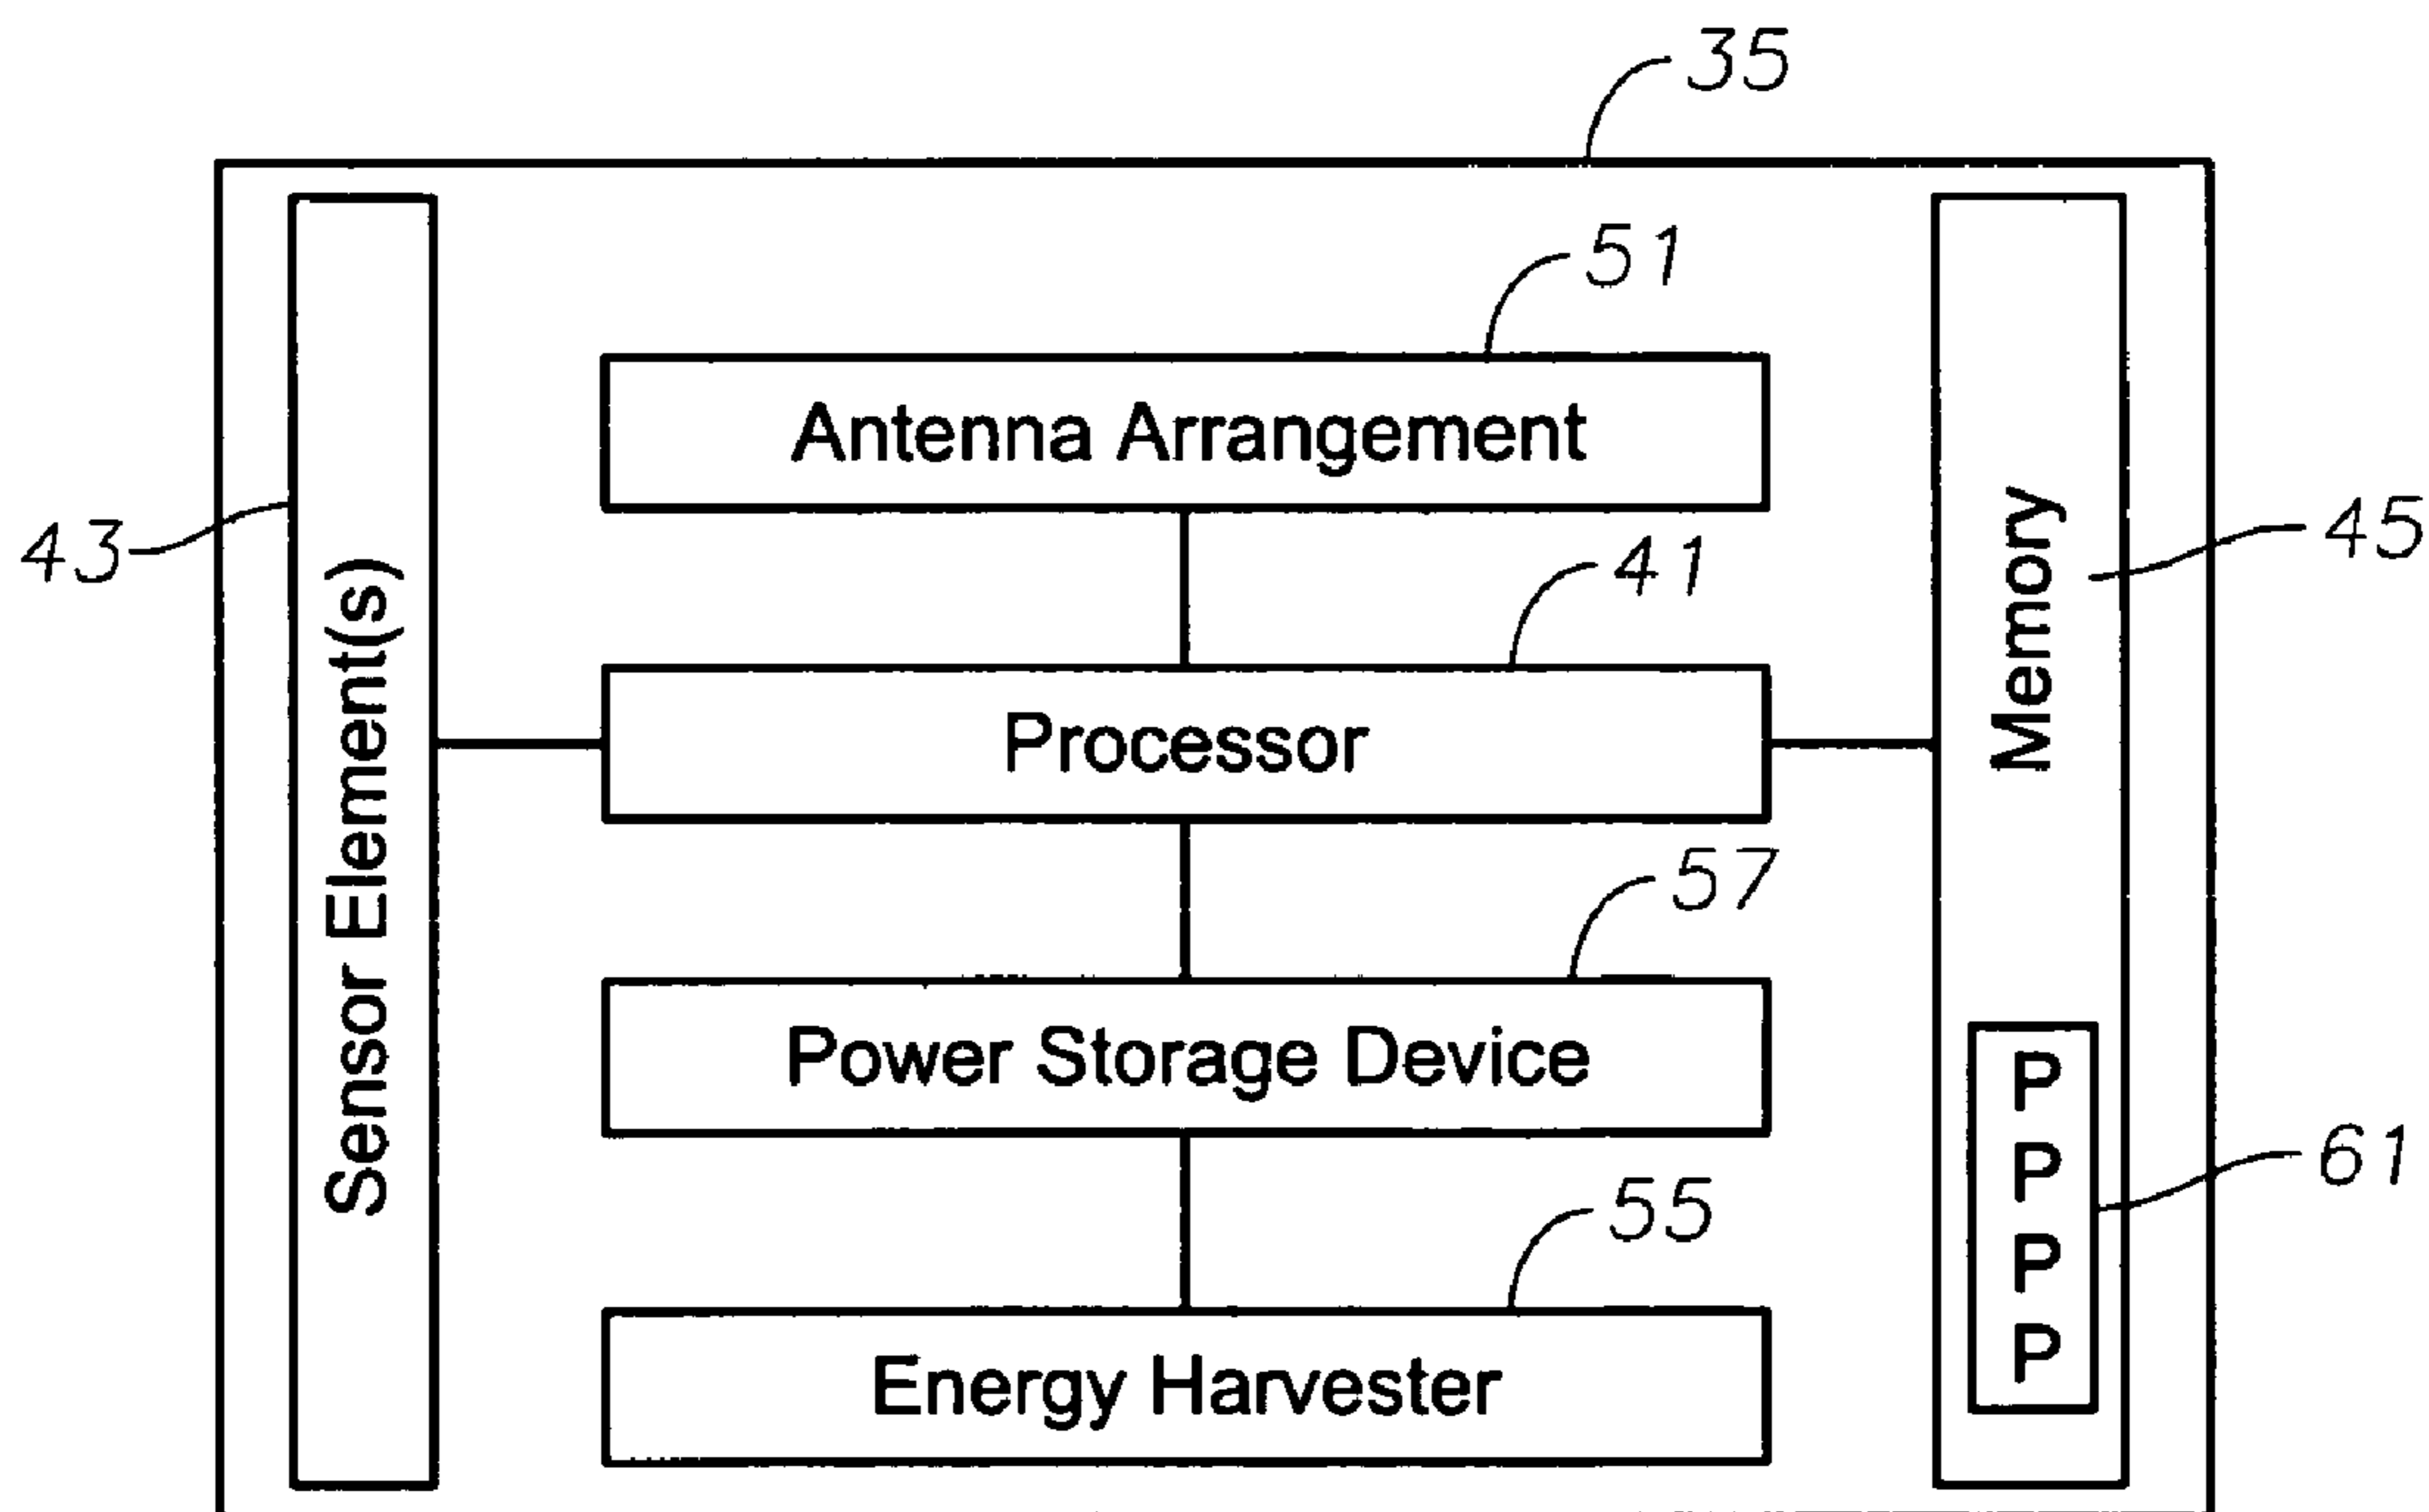 35
51
Antenna Arrangement
43
Sensor Element(s)
41
Processor
45
Memory
57
Power Storage Device
55
Energy Harvester
61
P
P
P
P